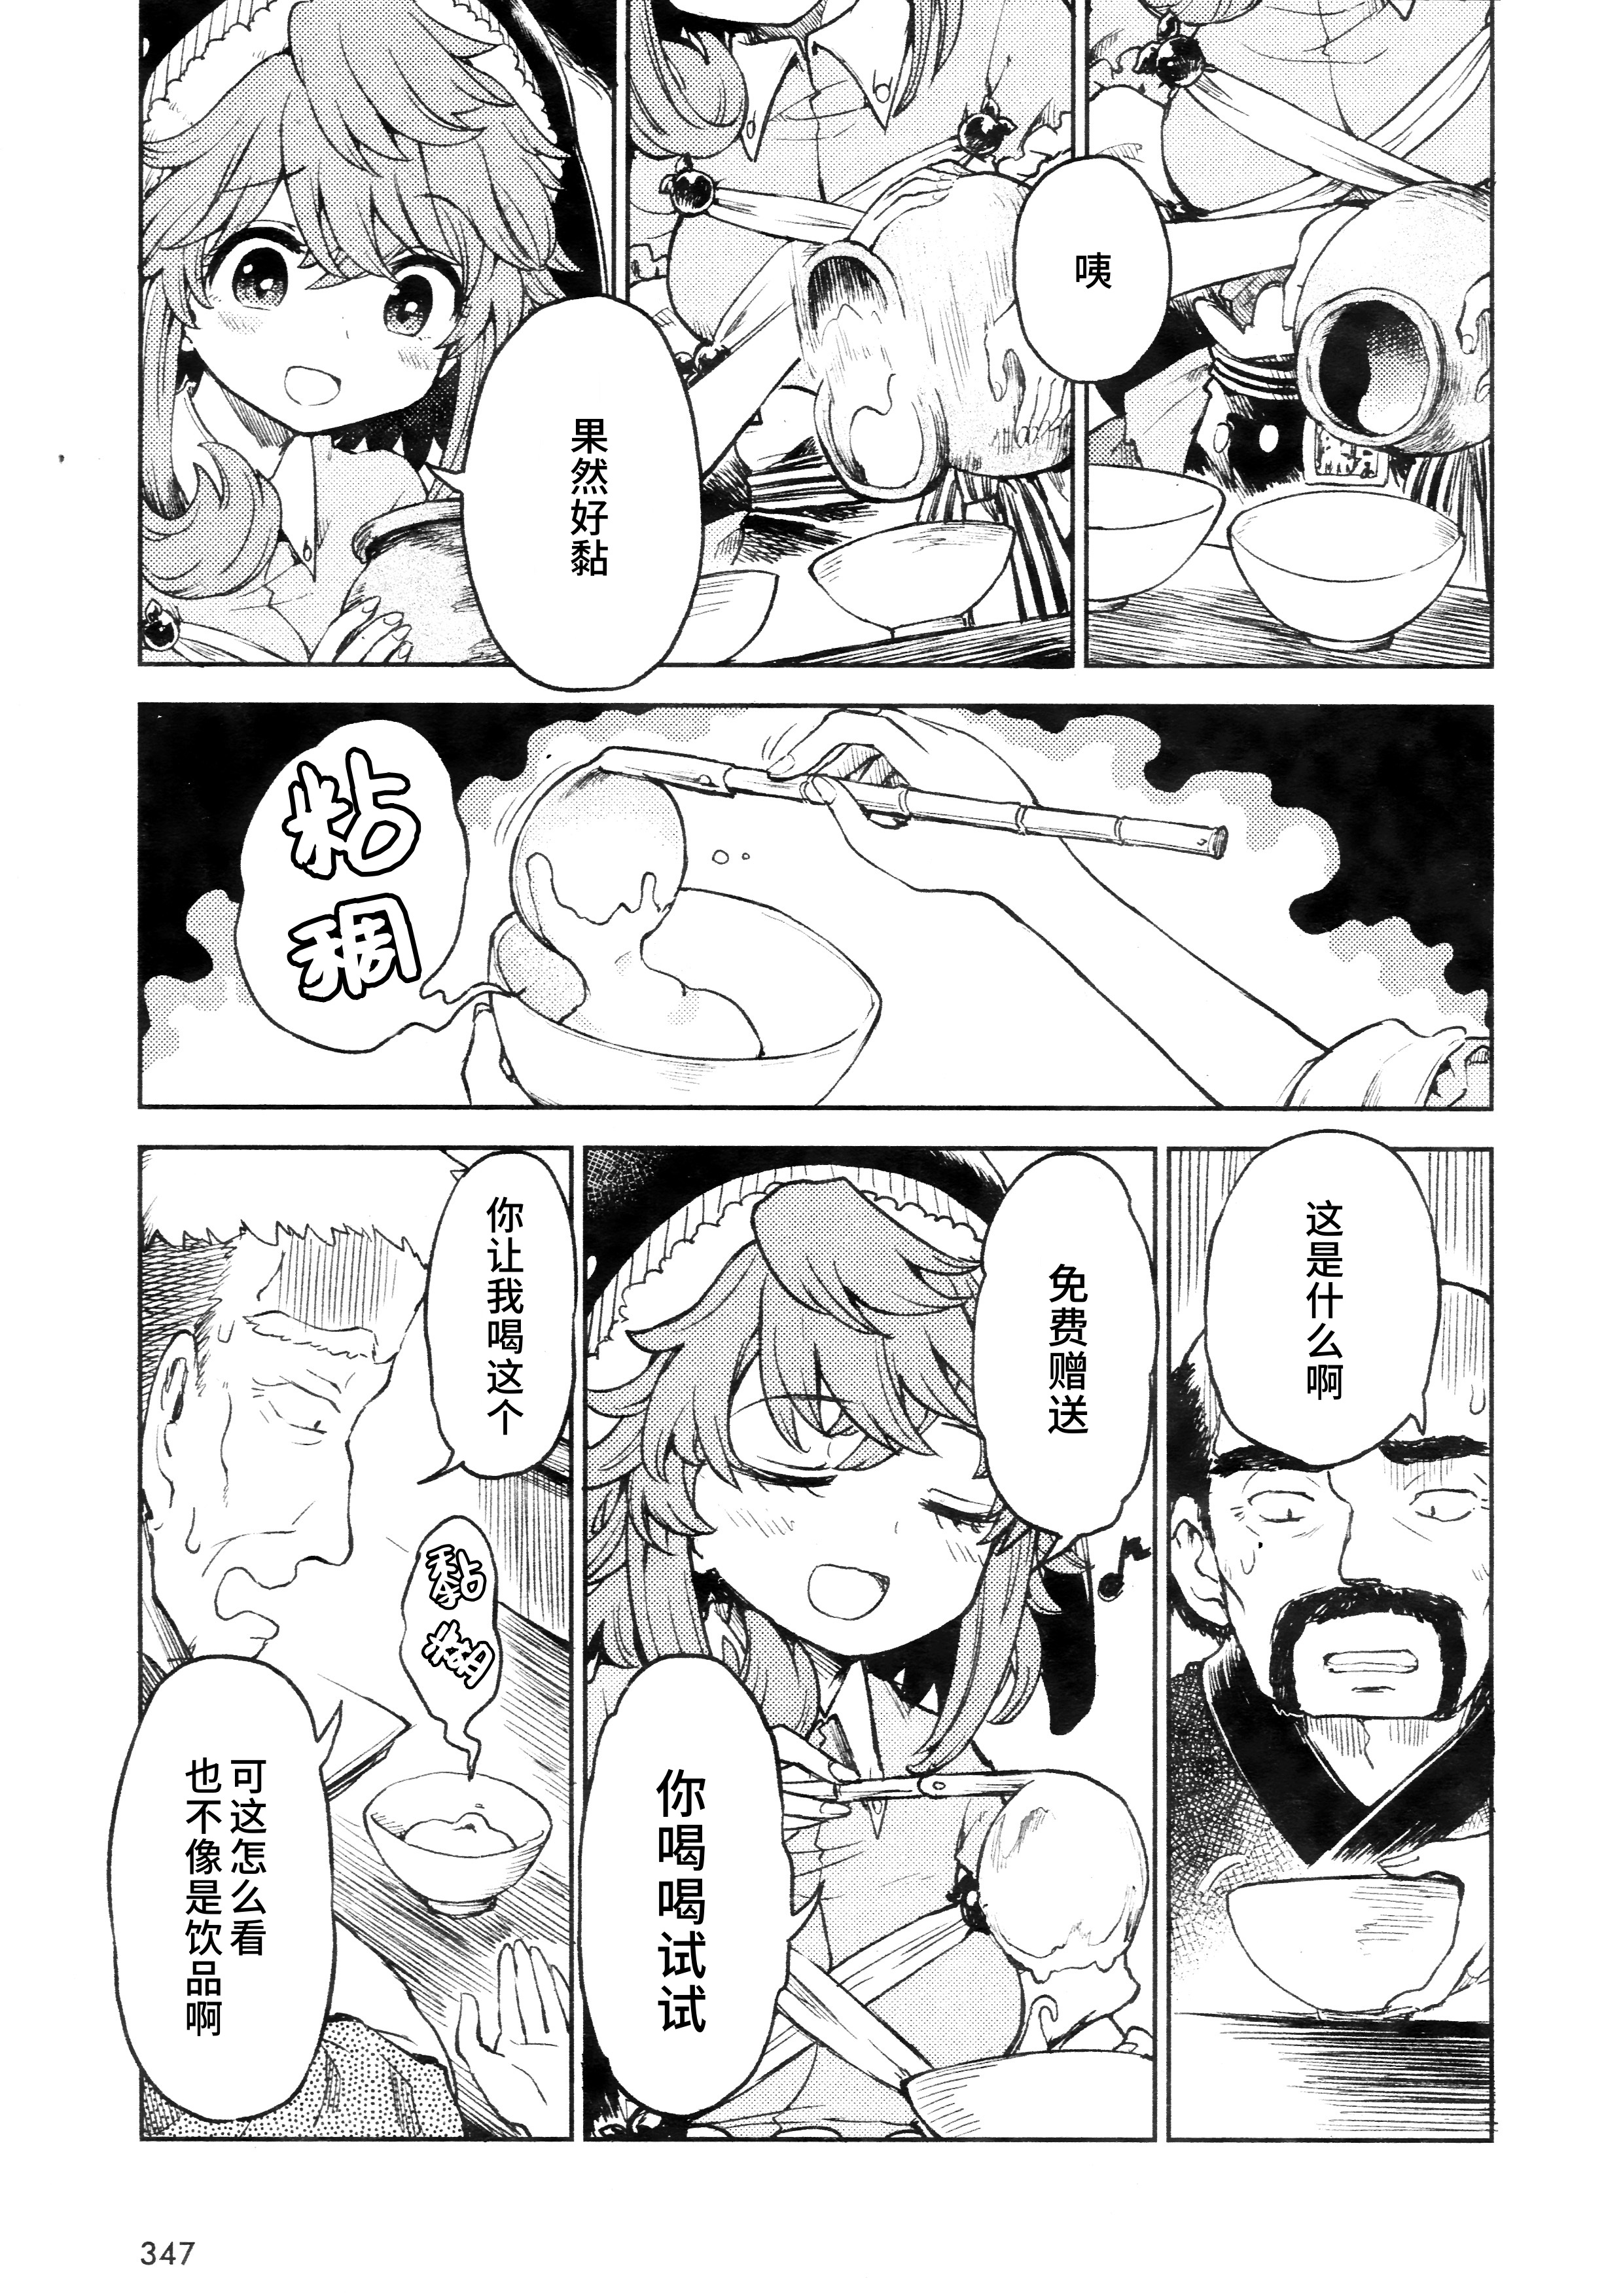 咦
果然好黏
粘稠
这是什么啊
免费赠送
你喝喝试试
你让我喝这个
黏糊
可这怎么看
也不像是饮品啊
347